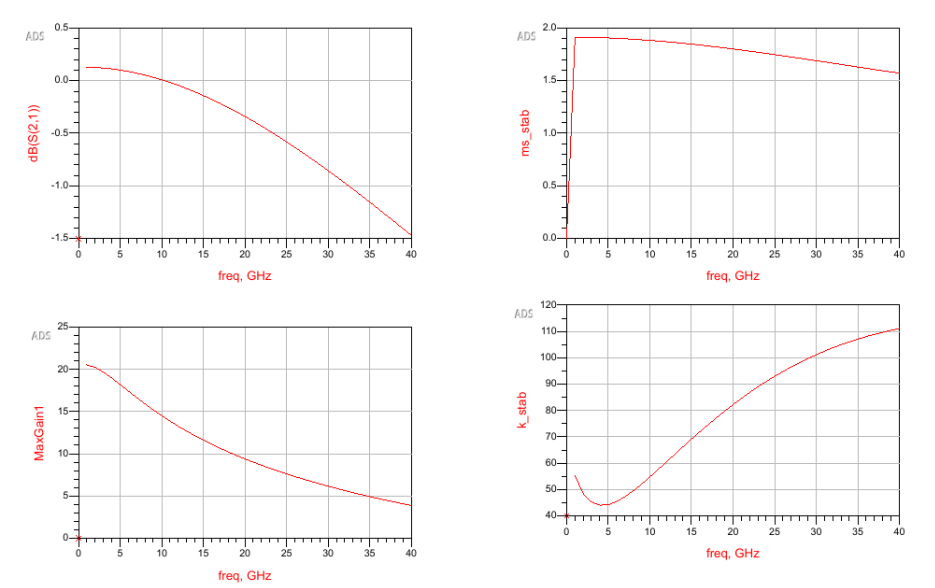 ADS
dB(S(2,1))
0.5
0.0
-0.5
-1.0
-1.5
0 5 10 15 20 25 30 35 40
freq, GHz
ADS
ms_stab
2.0
1.5
1.0
0.5
0.0
0 5 10 15 20 25 30 35 40
freq, GHz
ADS
MaxGain1
25
20
15
10
5
0
0 5 10 15 20 25 30 35 40
freq, GHz
ADS
k_stab
120
110
100
90
80
70
60
50
40
0 5 10 15 20 25 30 35 40
freq, GHz